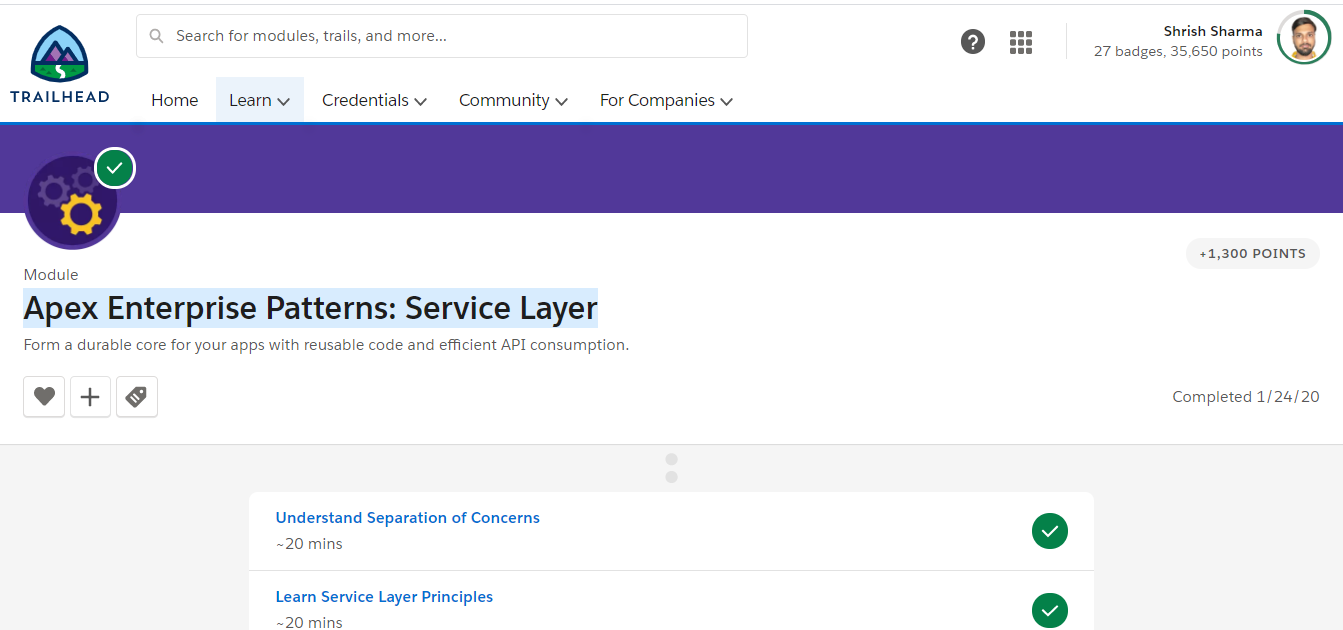 Search for modules, trails, and more...
?
Shrish Sharma
27 badges, 35,650 points
TRAILHEAD
Home
Learn
Credentials
Community
For Companies
+1,300 POINTS
Module
Apex Enterprise Patterns: Service Layer
Form a durable core for your apps with reusable code and efficient API consumption.
Completed 1/24/20
Understand Separation of Concerns
~20 mins
Learn Service Layer Principles
~20 mins